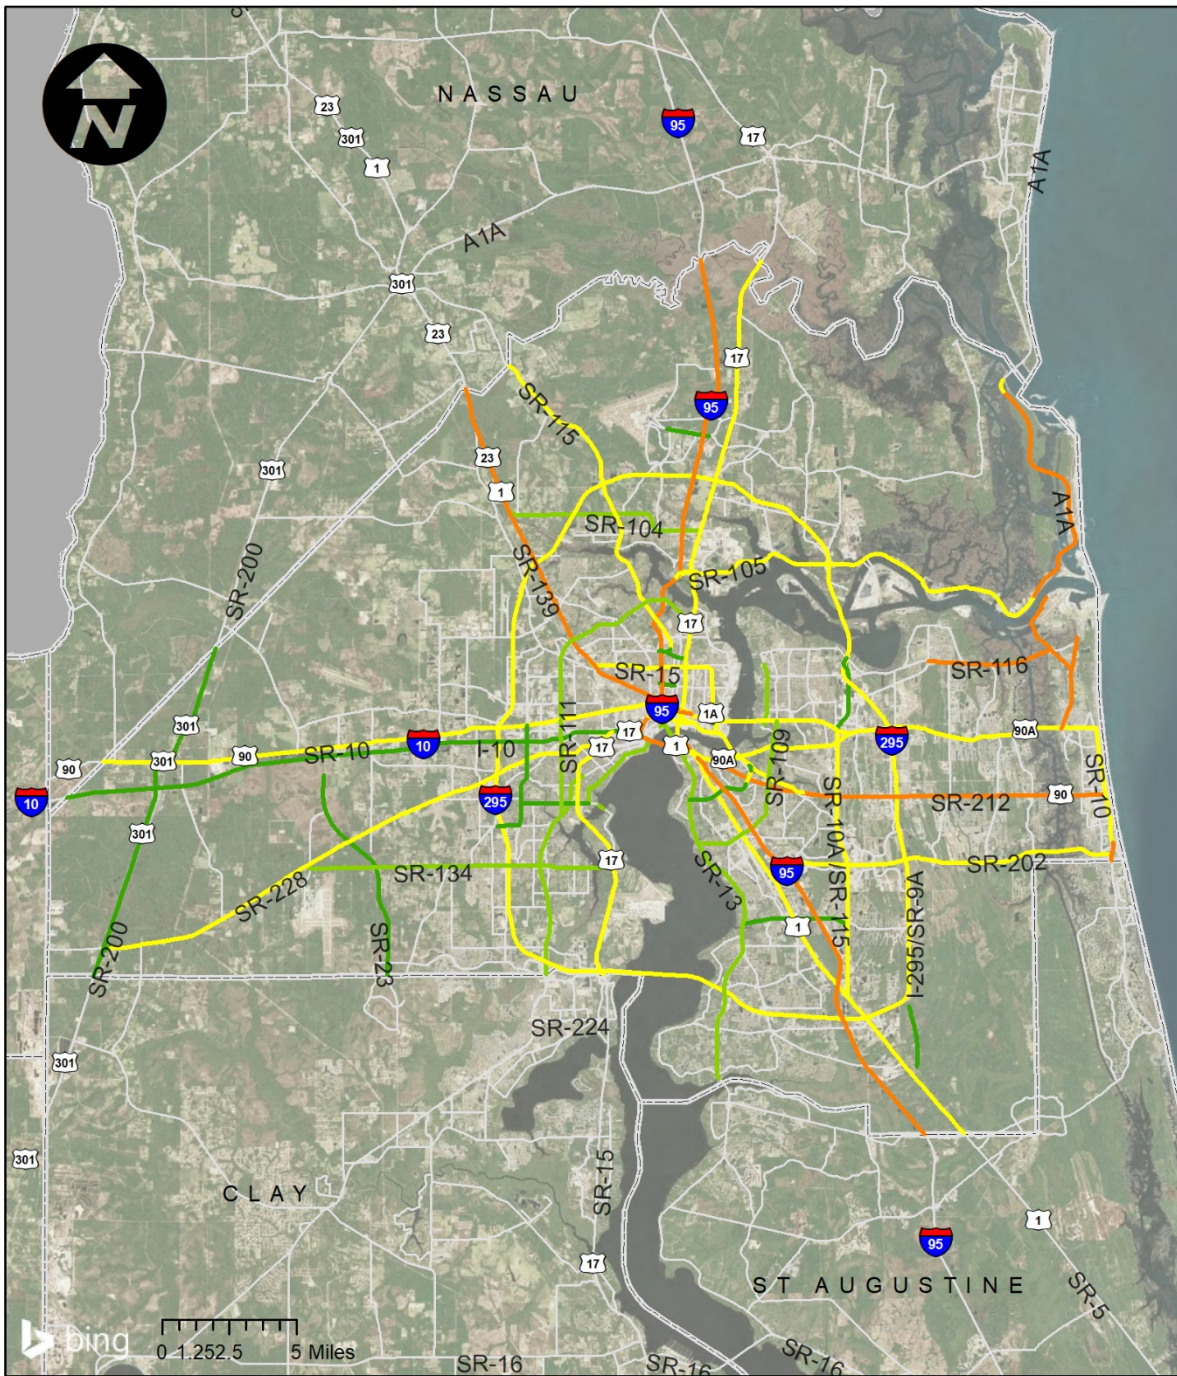 N
NASSAU
95
17
23
301
1
A1A
A1A
301
23
17
95
SR-115
23
1
301
A1A
SR-104
SR-105
SR-200
SR-139
17
SR-116
SR-15
95
1A
301
SR-111
17
17
1
90A
295
90A
10
I-10
SR-10
90
301
90
90A
SR-109
SR-10
10
295
SR-212
90
301
SR-10A/SR-115
17
SR-13
95
SR-202
SR-134
SR-228
I-295/SR-9A
1
SR-200
SR-23
SR-224
301
301
SR-15
CLAY
1
95
17
ST AUGUSTINE
SR-5
bing
0 1.252.5 5 Miles
SR-16
SR-16
SR-16